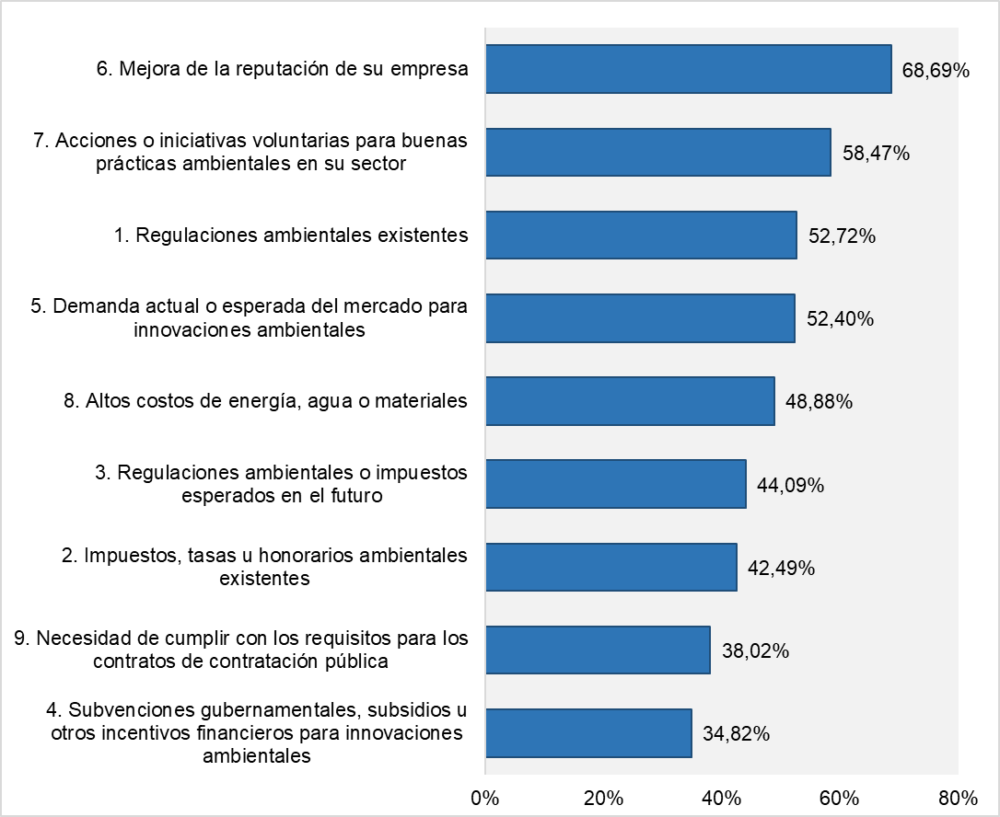 6. Mejora de la reputación de su empresa
68,69%
7. Acciones o iniciativas voluntarias para buenas
prácticas ambientales en su sector
58,47%
1. Regulaciones ambientales existentes
52,72%
5. Demanda actual o esperada del mercado para
innovaciones ambientales
52,40%
8. Altos costos de energía, agua o materiales
48,88%
3. Regulaciones ambientales o impuestos
esperados en el futuro
44,09%
2. Impuestos, tasas u honorarios ambientales
existentes
42,49%
9. Necesidad de cumplir con los requisitos para los
contratos de contratación pública
38,02%
4. Subvenciones gubernamentales, subsidios u
otros incentivos financieros para innovaciones
ambientales
34,82%
0% 20% 40% 60% 80%